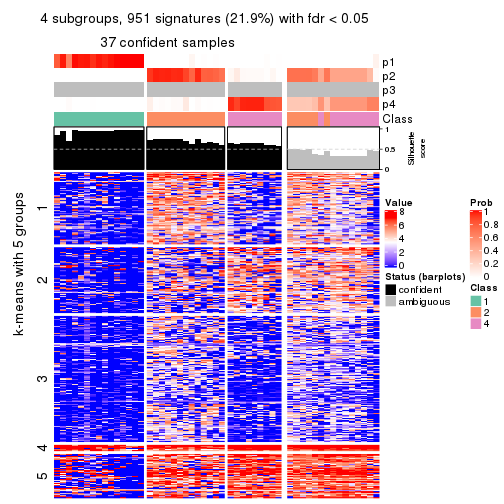 4 subgroups, 951 signatures (21.9%) with fdr < 0.05
37 confident samples
p1
p2
p3
p4
Class
1
0.5
0
Silhouette
score
k-means with 5 groups
1
2
3
4
5
Value
8
6
4
2
0
Status (barplots)
confident
ambiguous
Prob
1
0.8
0.6
0.4
0.2
0
Class
1
2
4